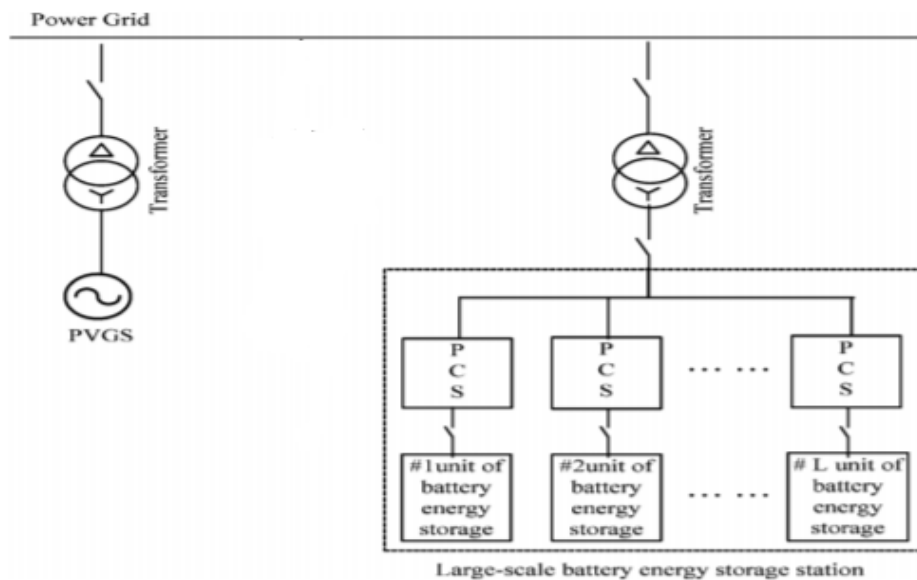 Power Grid
Transformer
Transformer
PVGS
P
C
S
P
C
S
... ...
P
C
S
#1unit of
battery
energy
storage
#2unit of
battery
energy
storage
... ...
# L unit of
battery
energy
storage
Large-scale battery energy storage station